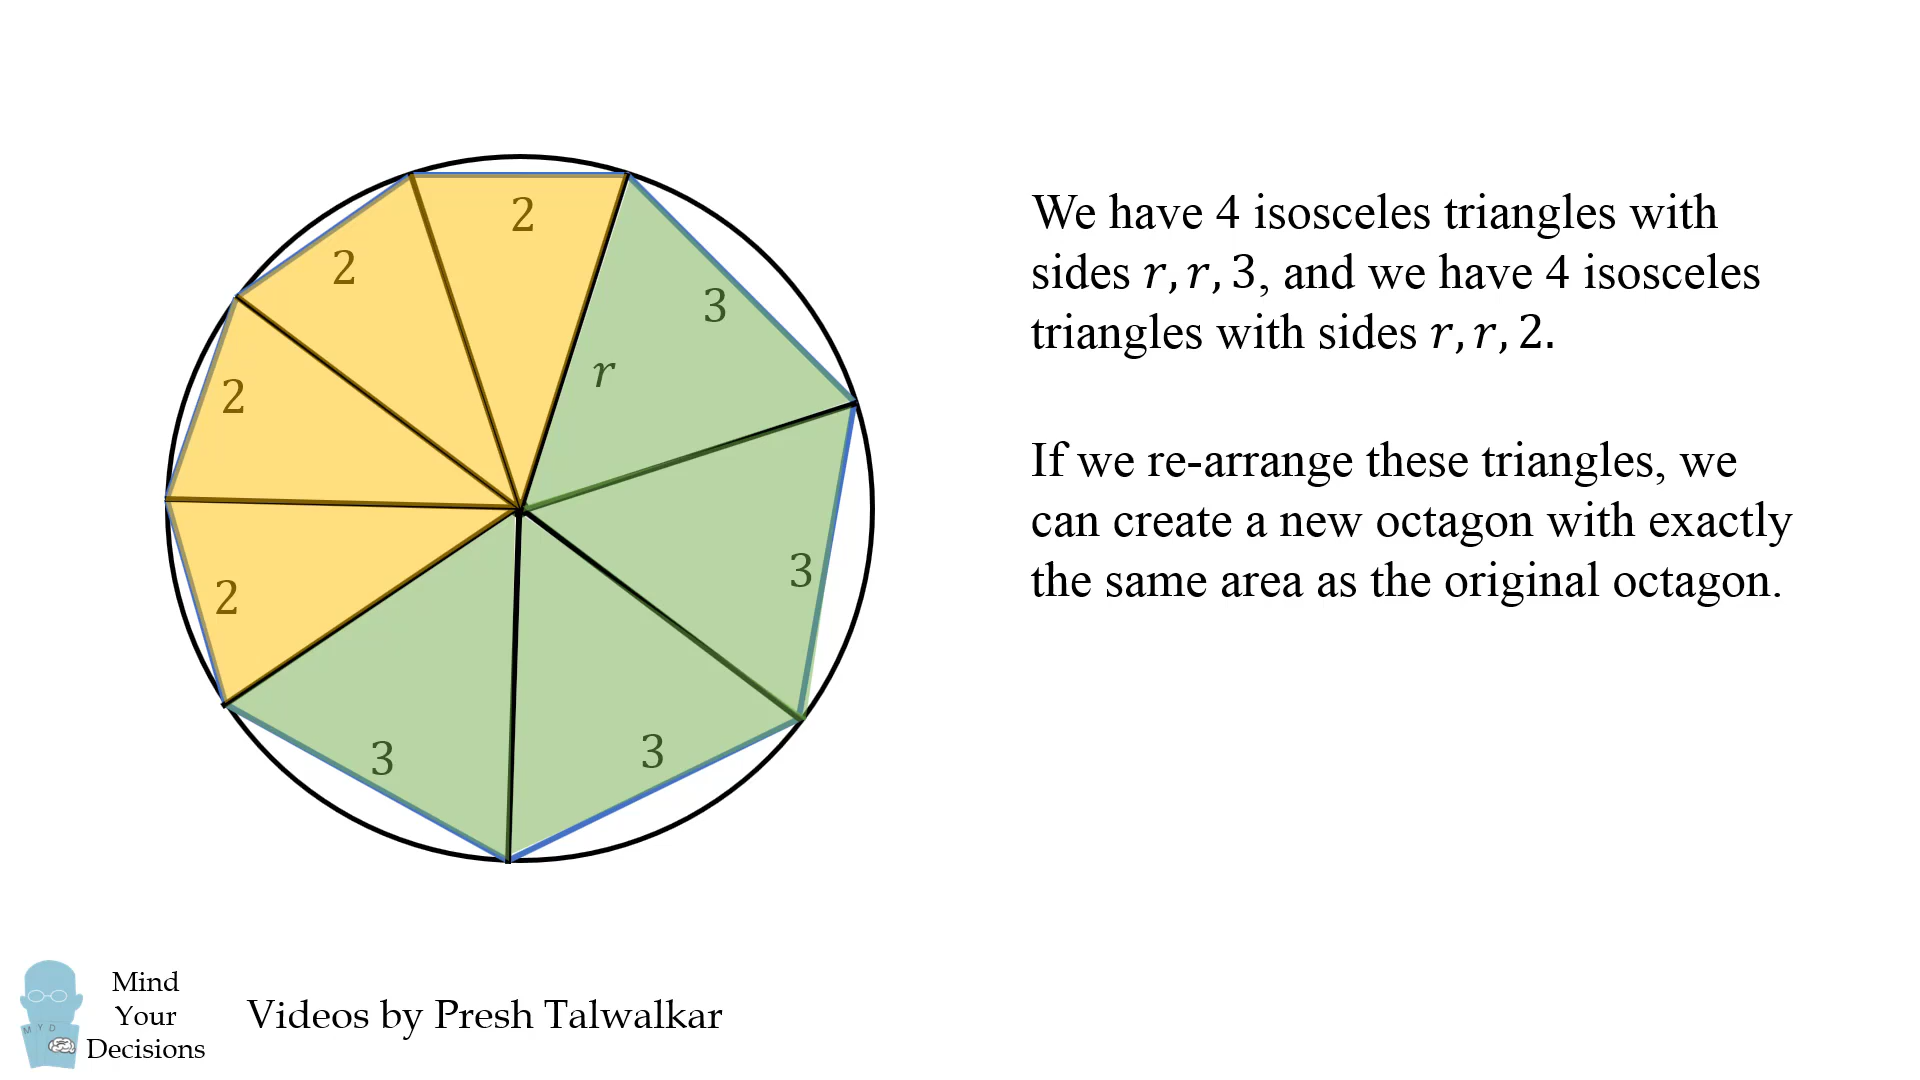 We have 4 isosceles triangles with
sides r, r, 3, and we have 4 isosceles
triangles with sides r, r, 2.
If we re-arrange these triangles, we
can create a new octagon with exactly
the same area as the original octagon.
2
2
3
r
2
3
2
3
3
M Y D
Mind
Your
Decisions
Videos by Presh Talwalkar